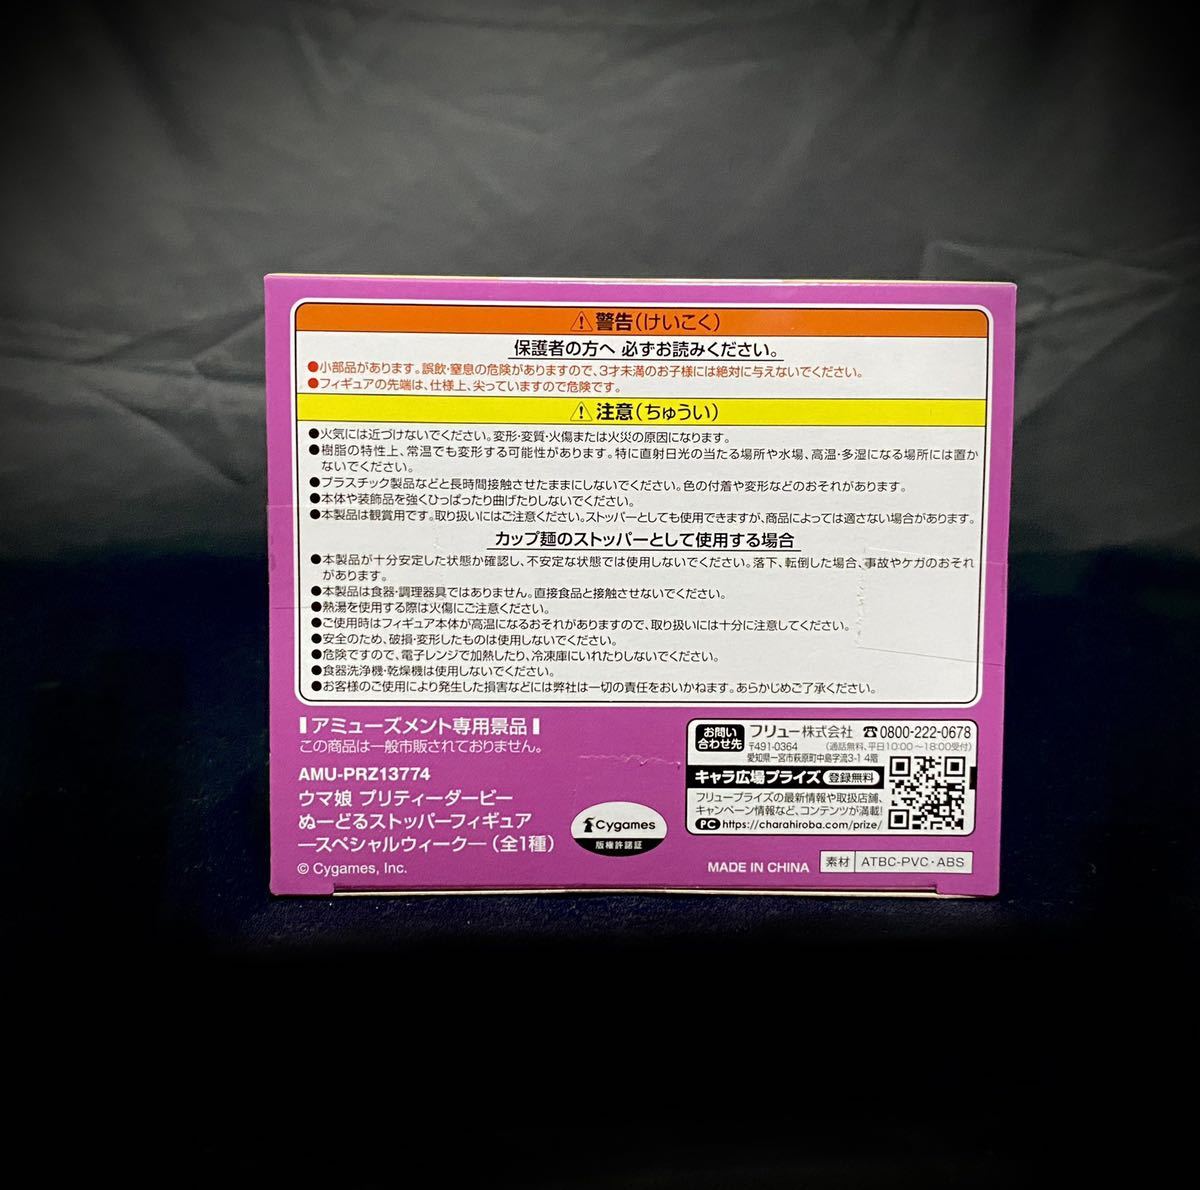 ⚠警告(けいこく)
保護者の方へ 必ずお読みください。
●小部品があります。誤飲・窒息の危険がありますので、3才未満のお子様には絶対に与えないでください。
●フィギュアの先端は、仕様上、尖っていますので危険です。
⚠注意(ちゅうい)
●火気には近づけないでください。変形・変質・火傷または火災の原因になります。
●樹脂の特性上、常温でも変形する可能性があります。特に直射日光の当たる場所や水場、高温・多湿になる場所には置か
ないでください。
●プラスチック製品などと長時間接触させたままにしないでください。色の付着や変形などのおそれがあります。
●本体や装飾品を強くひっぱったり曲げたりしないでください。
●本製品は観賞用です。取り扱いにはご注意ください。ストッパーとしても使用できますが、商品によっては適さない場合があります。
カップ麺のストッパーとして使用する場合
●本製品が十分安定した状態か確認し、不安定な状態では使用しないでください。落下、転倒した場合、事故やケガのおそれ
があります。
●本製品は食器・調理器具ではありません。直接食品と接触させないでください。
●熱湯を使用する際は火傷にご注意ください。
●ご使用時はフィギュア本体が高温になるおそれがありますので、取り扱いには十分に注意してください。
●安全のため、破損・変形したものは使用しないでください。
●危険ですので、電子レンジで加熱したり、冷凍庫にいれたりしないでください。
●食器洗浄機・乾燥機は使用しないでください。
●お客様のご使用により発生した損害などには弊社は一切の責任をおいかねます。あらかじめご了承ください。
アミューズメント専用景品
この商品は一般市販されておりません。
AMU-PRZ13774
ウマ娘 プリティーダービー
ぬーどるストッパーフィギュア
―スペシャルウィーク―(全1種)
© Cygames, Inc.
Cygames
版権許諾証
お問い
合わせ先
フリュー株式会社 ☎0800-222-0678
〒491-0364 (通話無料、平日10:00〜18:00受付)
愛知県一宮市萩原町中島字流3-1 4階
キャラ広場プライズ 登録無料
フリュープライズの最新情報や取扱店舗、
キャンペーン情報など、コンテンツが満載!
PC https://charahiroba.com/prize/
MADE IN CHINA
素材 ATBC-PVC・ABS